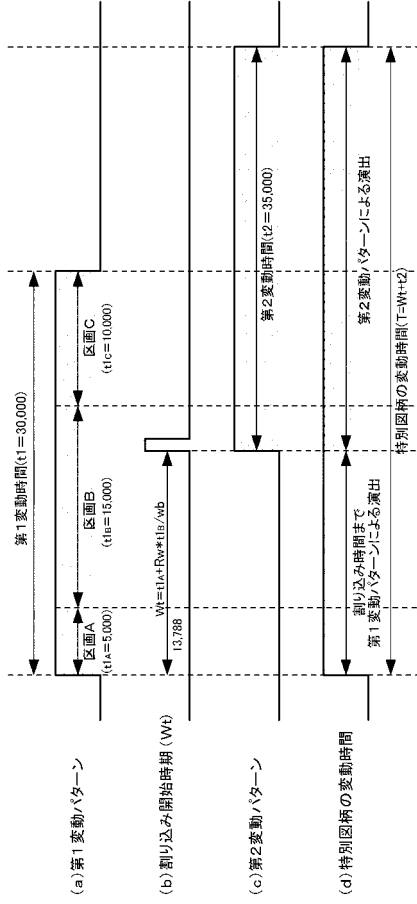 (a)第1変動パターン
第1変動時間(t1=30,000)
区画A
(t1A=5,000)
区画B
(t1B=15,000)
区画C
(t1C=10,000)
(b)割り込み開始時期(Wt)
Wt=t1A+Rw*t1B/wb
13,788
(c)第2変動パターン
第2変動時間(t2=35,000)
(d)特別図柄の変動時間
割り込み時間まで
第1変動パターンによる演出
第2変動パターンによる演出
特別図柄の変動時間(T=Wt+t2)